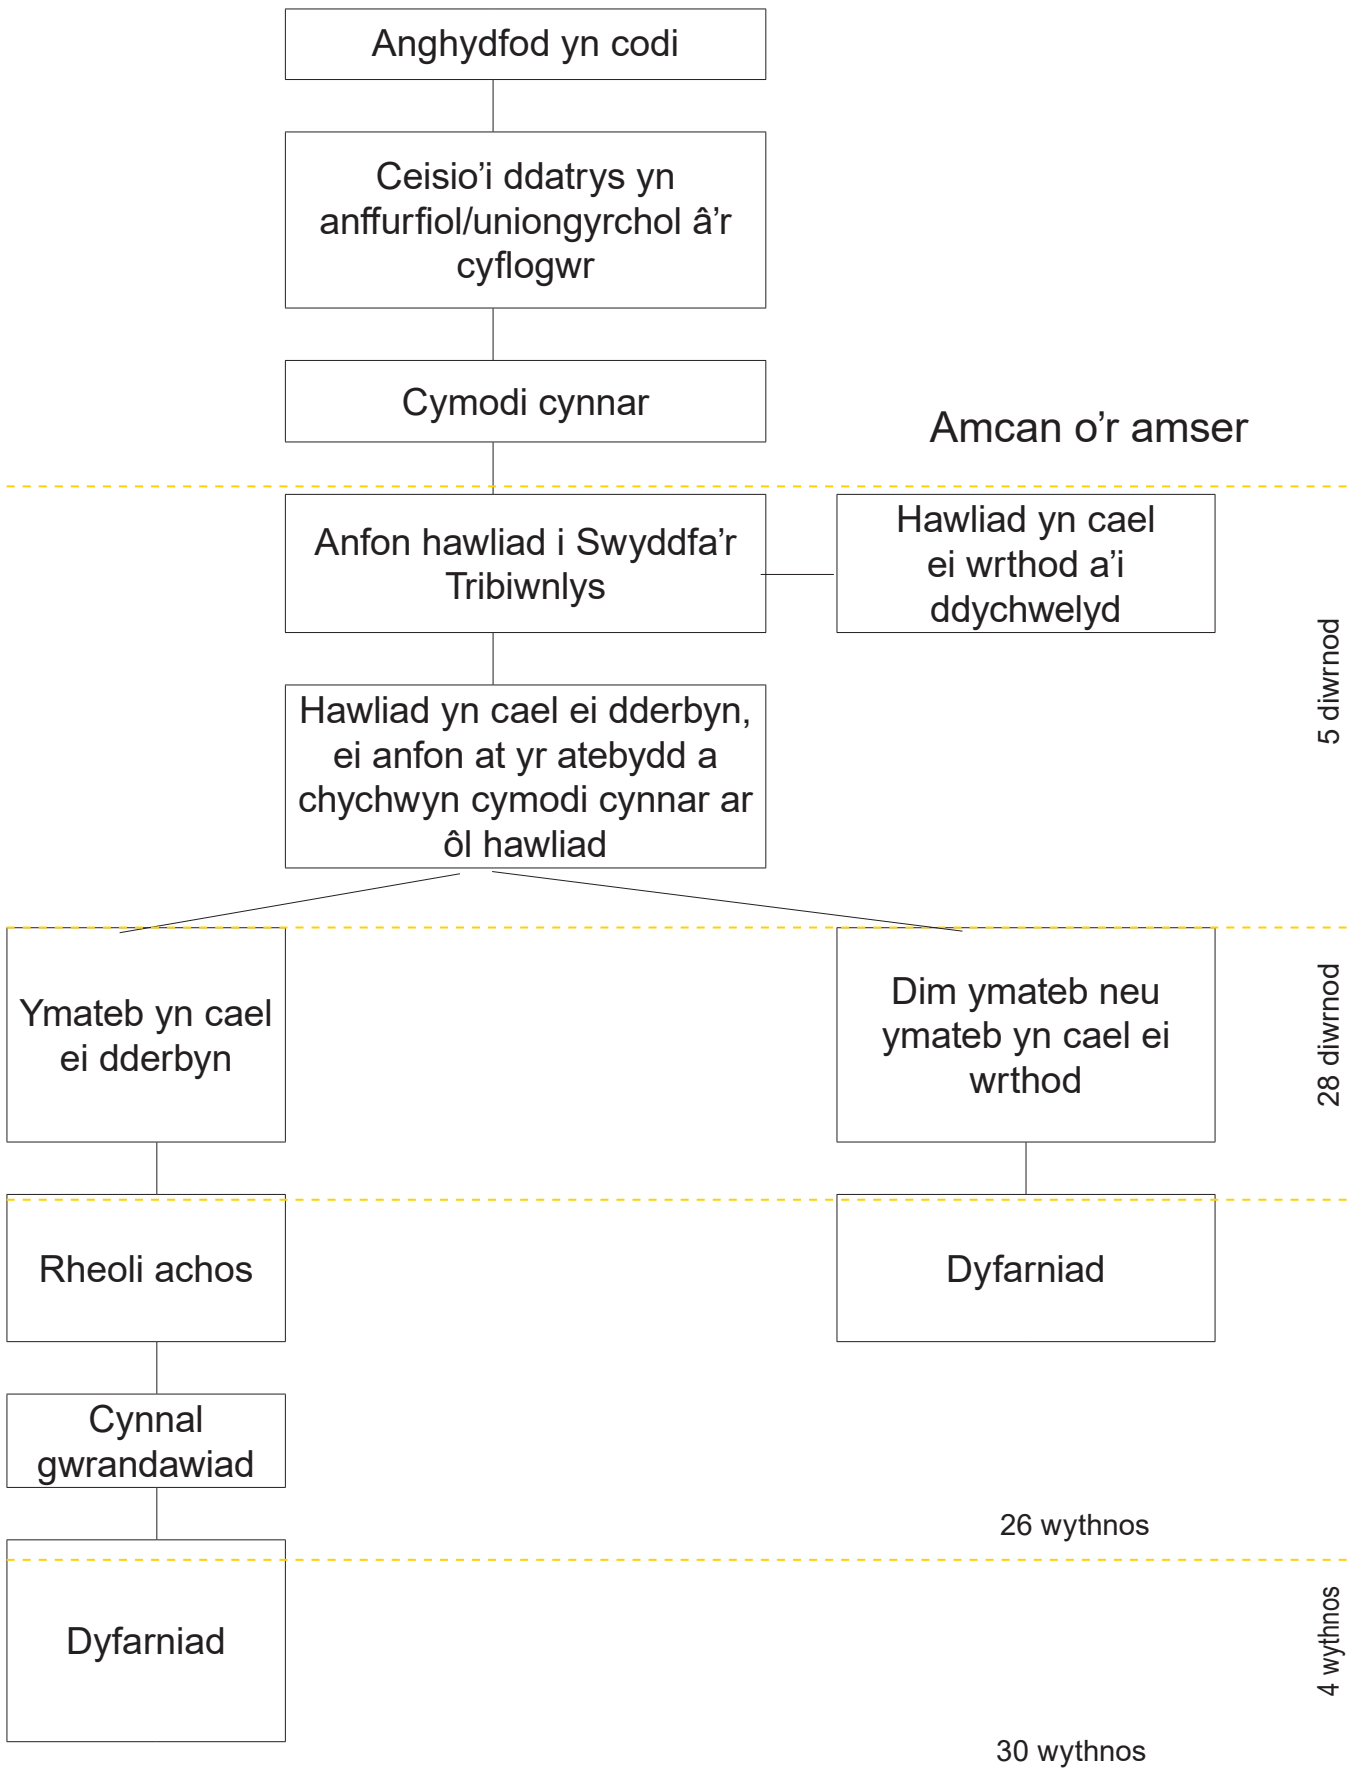 Anghydfod yn codi
Ceisio’i ddatrys yn
anffurfiol/uniongyrchol â’r
cyflogwr
Cymodi cynnar
Amcan o’r amser
Anfon hawliad i Swyddfa’r
Tribiwnlys
Hawliad yn cael
ei wrthod a’i
ddychwelyd
5 diwrnod
Hawliad yn cael ei dderbyn,
ei anfon at yr atebydd a
chychwyn cymodi cynnar ar
ôl hawliad
Ymateb yn cael
ei dderbyn
Dim ymateb neu
ymateb yn cael ei
wrthod
28 diwrnod
Rheoli achos
Dyfarniad
Cynnal
gwrandawiad
26 wythnos
Dyfarniad
4 wythnos
30 wythnos